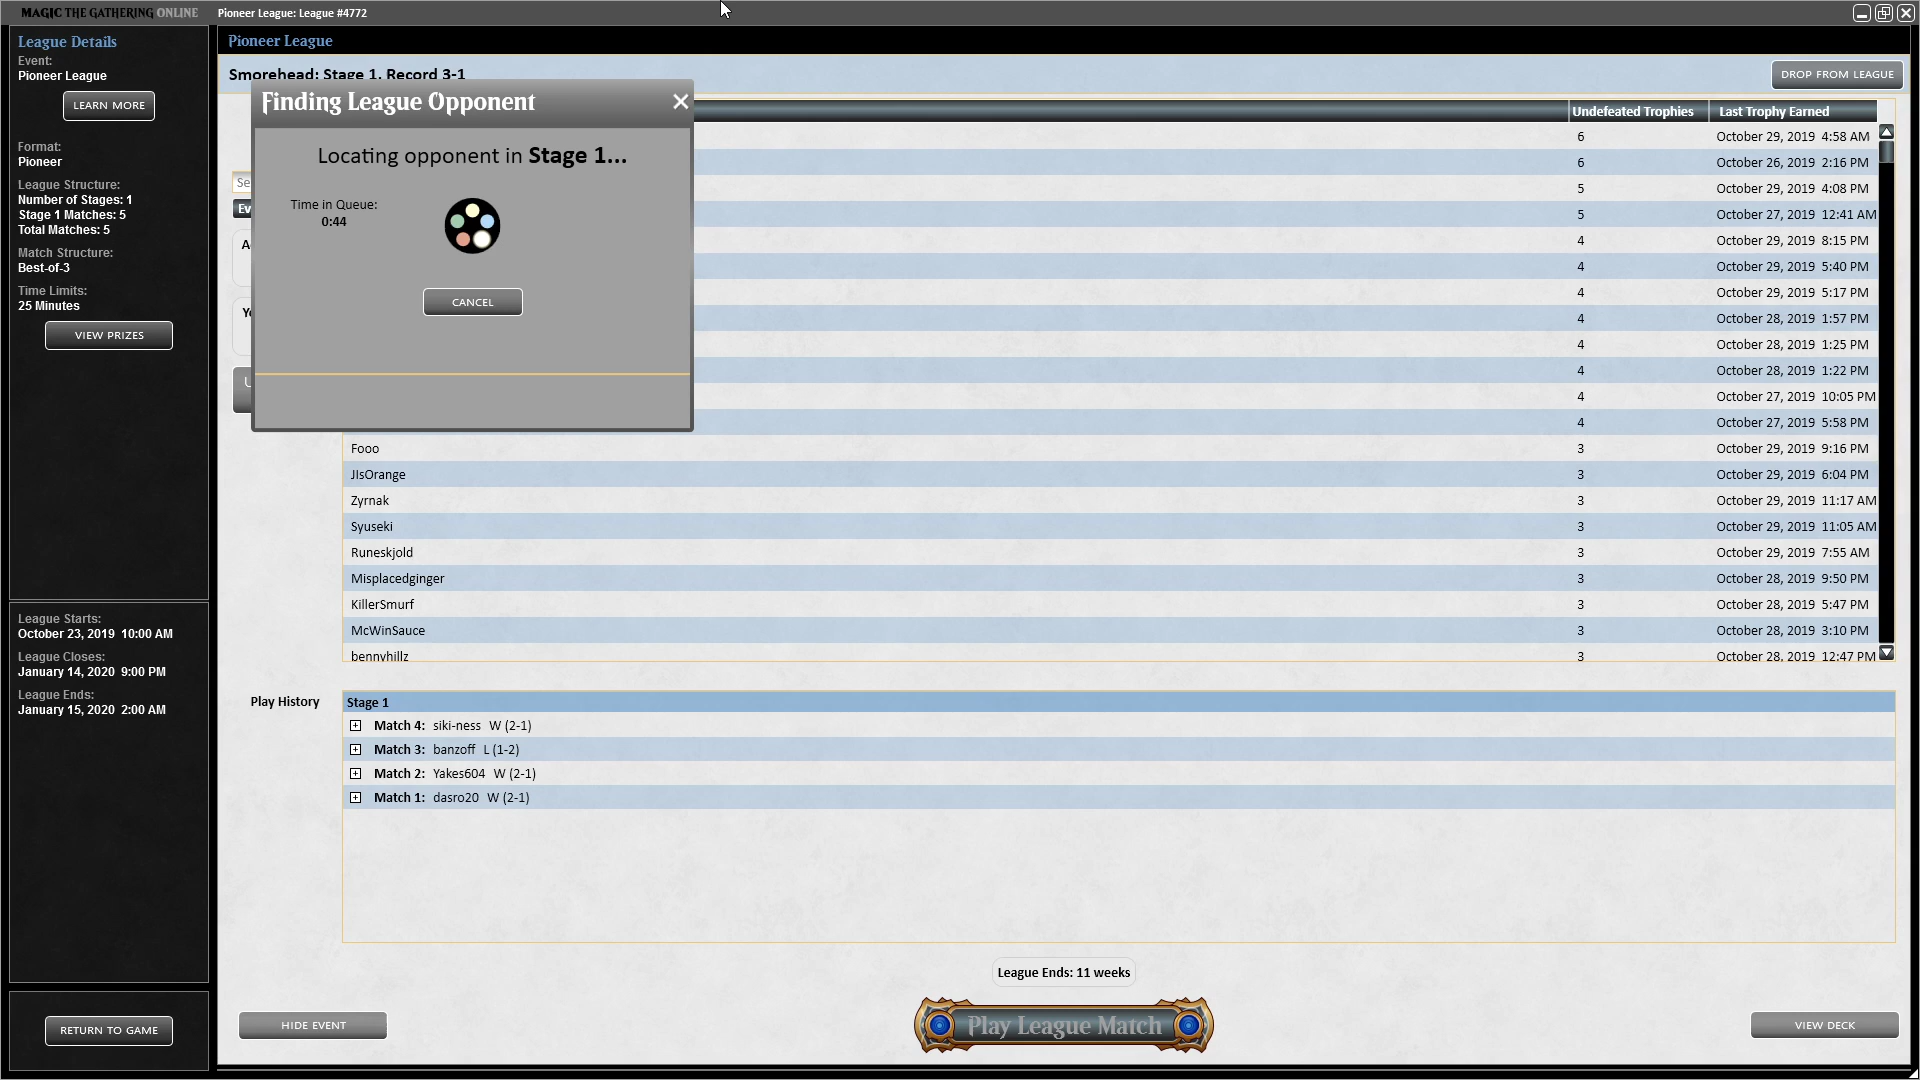 MAGIC THE GATHERING ONLINE
Pioneer League: League #4772
League Details
Event:
Pioneer League
LEARN MORE
Format:
Pioneer
League Structure:
Number of Stages: 1
Stage 1 Matches: 5
Total Matches: 5
Match Structure:
Best-of-3
Time Limits:
25 Minutes
VIEW PRIZES
League Starts:
October 23, 2019 10:00 AM
League Closes:
January 14, 2020 9:00 PM
League Ends:
January 15, 2020 2:00 AM
RETURN TO GAME
Pioneer League
Smorehead: Stage 1, Record 3-1
DROP FROM LEAGUE
Finding League Opponent
Locating opponent in Stage 1...
Time in Queue:
0:44
CANCEL
Undefeated Trophies Last Trophy Earned
6 October 29, 2019 4:58 AM
6 October 26, 2019 2:16 PM
5 October 29, 2019 4:08 PM
5 October 27, 2019 12:41 AM
4 October 29, 2019 8:15 PM
4 October 29, 2019 5:40 PM
4 October 29, 2019 5:17 PM
4 October 28, 2019 1:57 PM
4 October 28, 2019 1:25 PM
4 October 28, 2019 1:22 PM
4 October 27, 2019 10:05 PM
4 October 27, 2019 5:58 PM
Fooo 3 October 29, 2019 9:16 PM
JIsOrange 3 October 29, 2019 6:04 PM
Zyrnak 3 October 29, 2019 11:17 AM
Syuseki 3 October 29, 2019 11:05 AM
Runeskjold 3 October 29, 2019 7:55 AM
Misplacedginger 3 October 28, 2019 9:50 PM
KillerSmurf 3 October 28, 2019 5:47 PM
McWinSauce 3 October 28, 2019 3:10 PM
bennyhillz 3 October 28, 2019 12:47 PM
Play History
Stage 1
Match 4: siki-ness W (2-1)
Match 3: banzoff L (1-2)
Match 2: Yakes604 W (2-1)
Match 1: dasro20 W (2-1)
League Ends: 11 weeks
HIDE EVENT
Play League Match
VIEW DECK